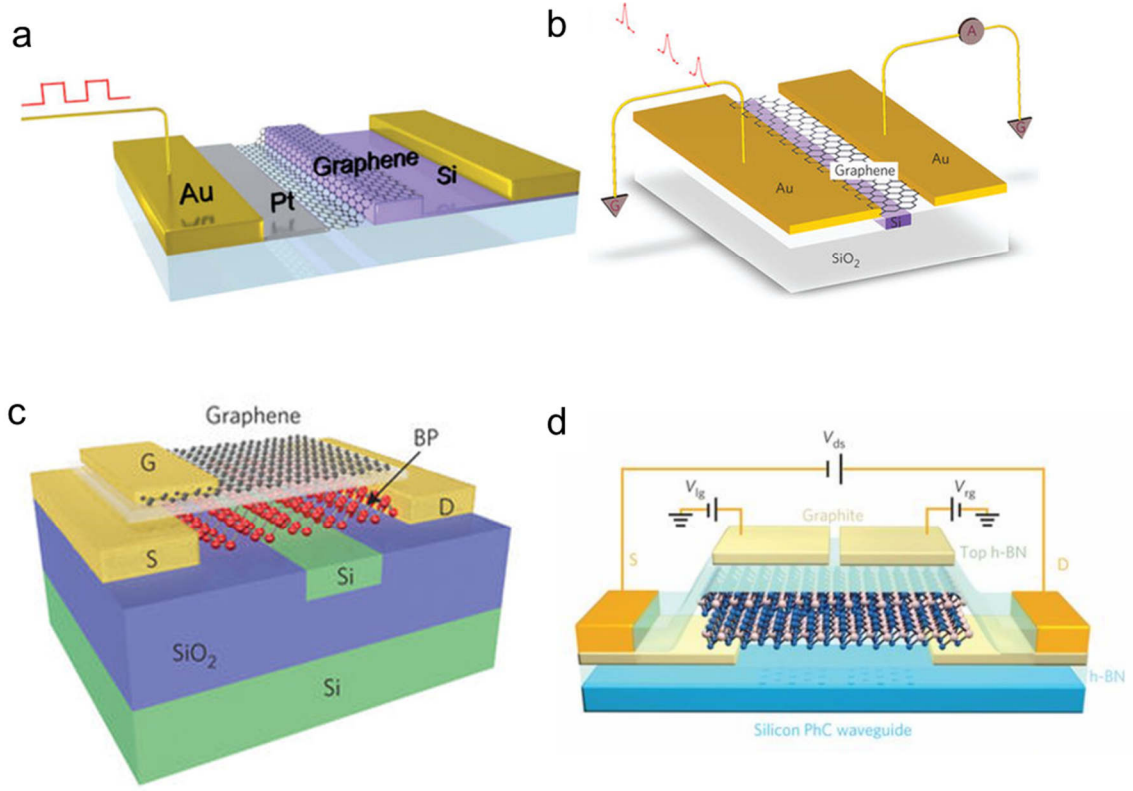 a
Au
Pt
Graphene
Si
b
A
G
Au
Graphene
Au
G
Si
SiO2
c
Graphene
BP
G
D
S
Si
SiO2
Si
d
Vds
Vlg
Vrg
Graphite
Top h-BN
S
D
h-BN
Silicon PhC waveguide